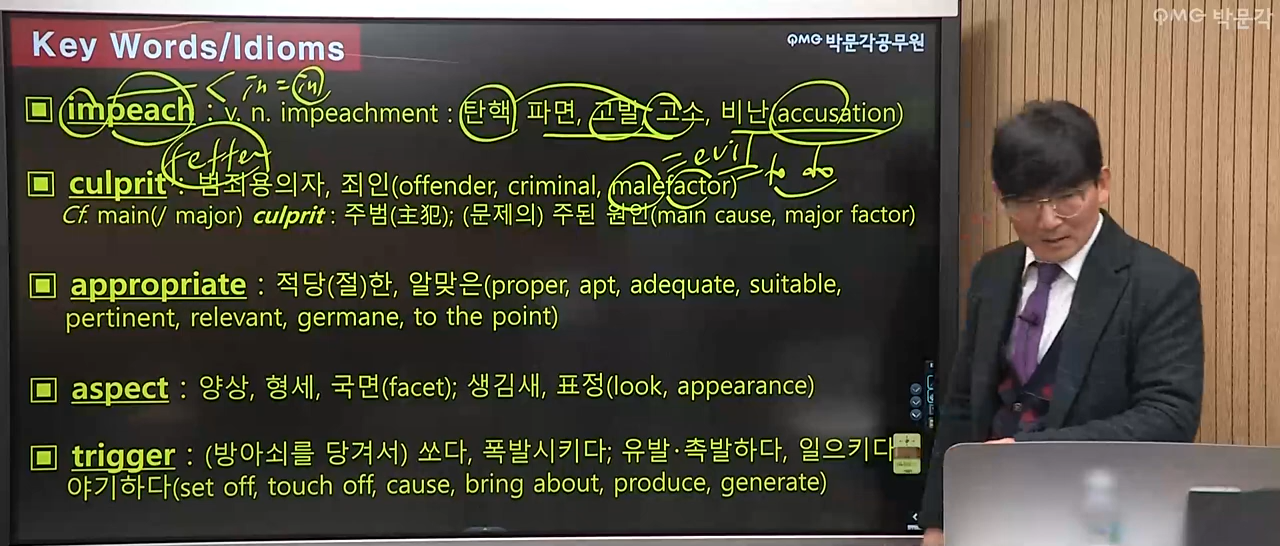 박문각
Key Words/Idioms
박문각공무원
< in = in
impeach : v. n. impeachment : 탄핵 파면, 고발, 고소, 비난(accusation)
fetter
= evil
to do
culprit : 범죄용의자, 죄인(offender, criminal, malefactor)
Cf. main(/ major) culprit : 주범(主犯); (문제의) 주된 원인(main cause, major factor)
appropriate : 적당(절)한, 알맞은(proper, apt, adequate, suitable,
pertinent, relevant, germane, to the point)
aspect : 양상, 형세, 국면(facet); 생김새, 표정(look, appearance)
trigger : (방아쇠를 당겨서) 쏘다, 폭발시키다; 유발·촉발하다, 일으키다
야기하다(set off, touch off, cause, bring about, produce, generate)